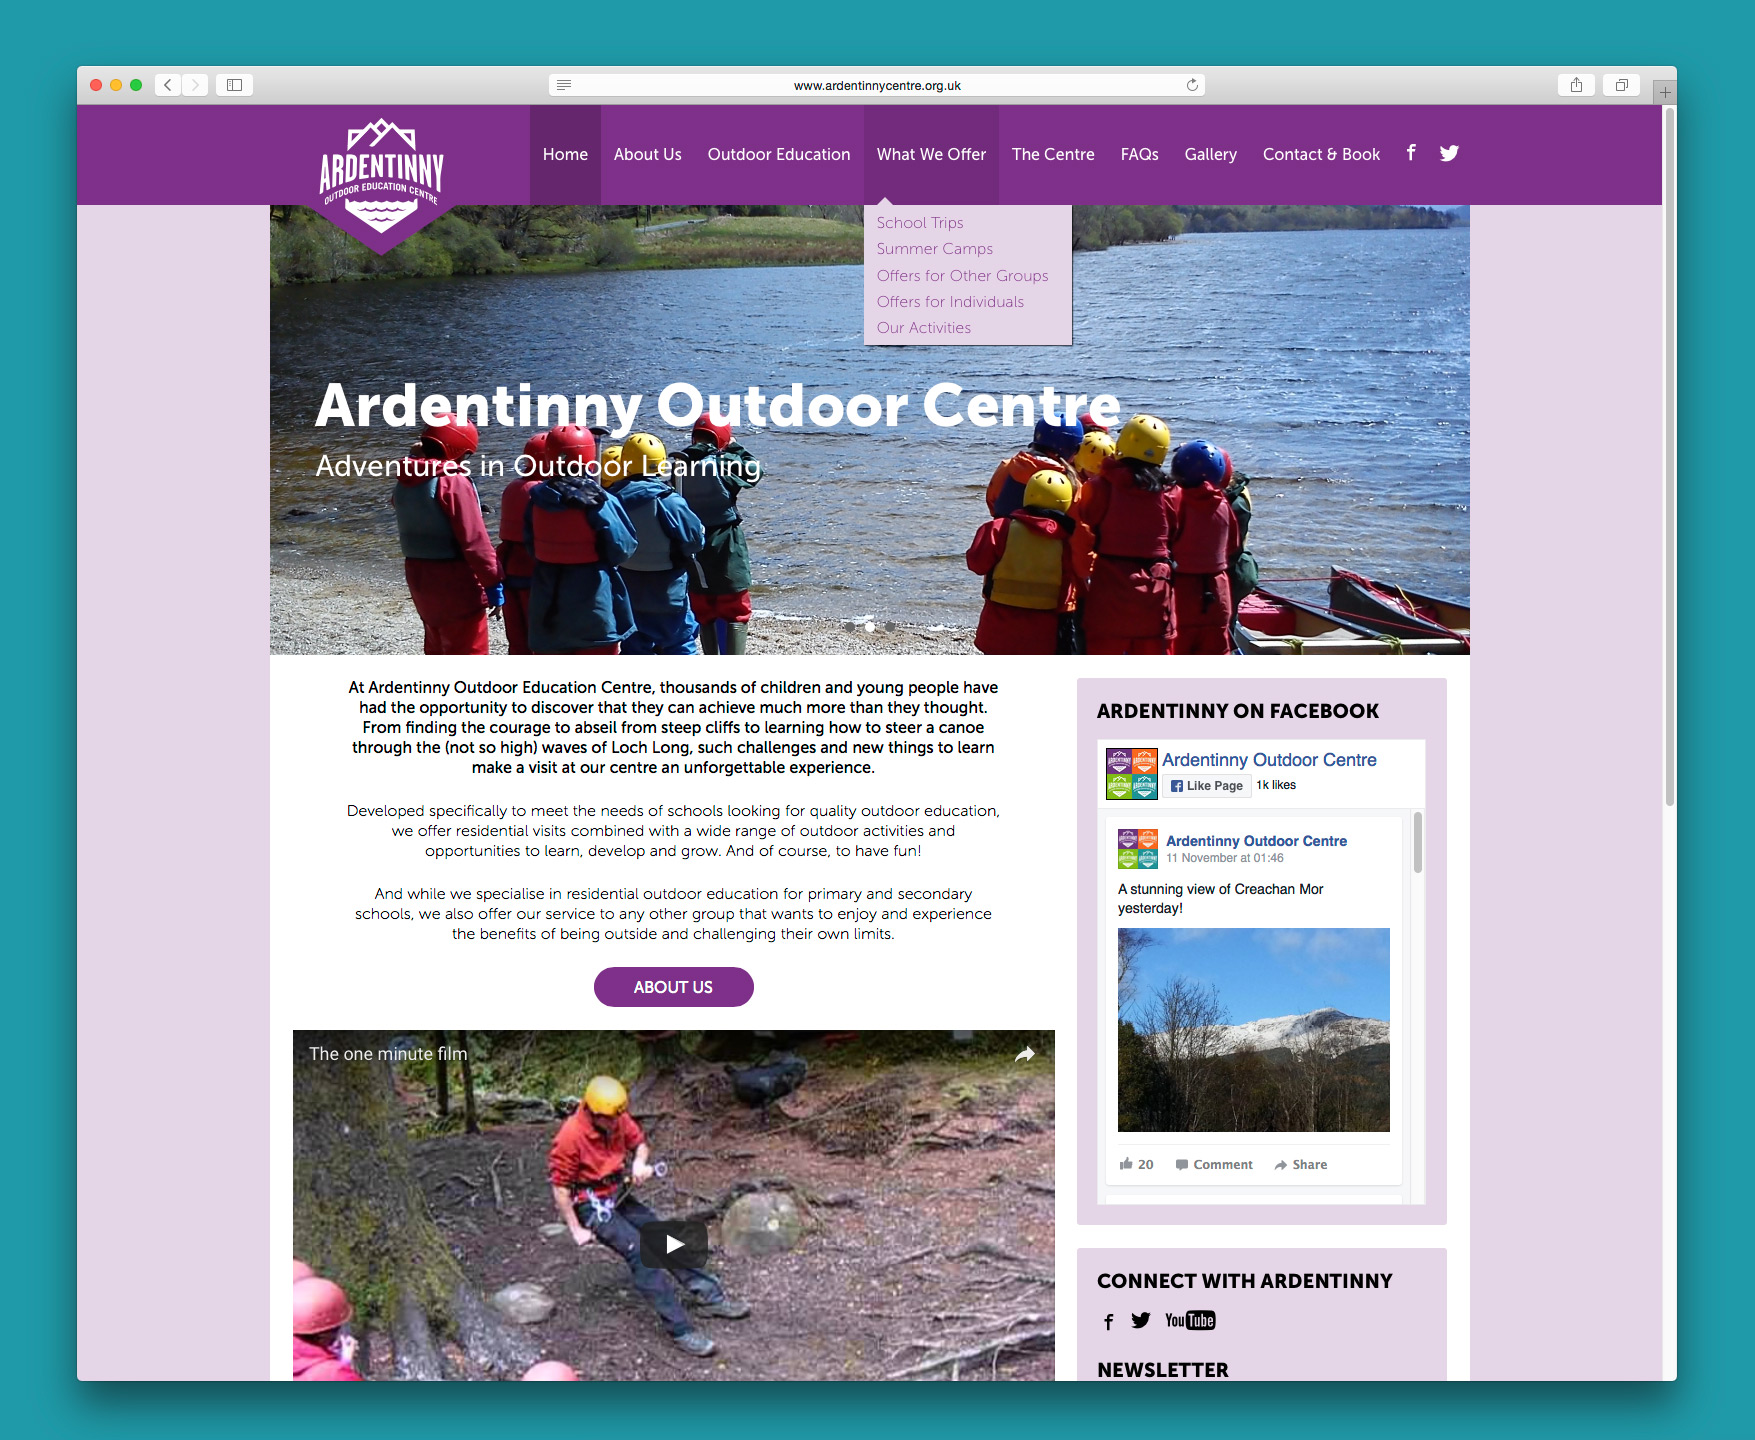 www.ardentinnycentre.org.uk
ARDENTINNY
OUTDOOR EDUCATION CENTRE
Home
About Us
Outdoor Education
What We Offer
The Centre
FAQs
Gallery
Contact & Book
School Trips
Summer Camps
Offers for Other Groups
Offers for Individuals
Our Activities
Ardentinny Outdoor Centre
Adventures in Outdoor Learning
At Ardentinny Outdoor Education Centre, thousands of children and young people have
had the opportunity to discover that they can achieve much more than they thought.
From finding the courage to abseil from steep cliffs to learning how to steer a canoe
through the (not so high) waves of Loch Long, such challenges and new things to learn
make a visit at our centre an unforgettable experience.
Developed specifically to meet the needs of schools looking for quality outdoor education,
we offer residential visits combined with a wide range of outdoor activities and
opportunities to learn, develop and grow. And of course, to have fun!
And while we specialise in residential outdoor education for primary and secondary
schools, we also offer our service to any other group that wants to enjoy and experience
the benefits of being outside and challenging their own limits.
ABOUT US
The one minute film
ARDENTINNY ON FACEBOOK
Ardentinny Outdoor Centre
Like Page
1k likes
Ardentinny Outdoor Centre
11 November at 01:46
A stunning view of Creachan Mor
yesterday!
20
Comment
Share
CONNECT WITH ARDENTINNY
YouTube
NEWSLETTER